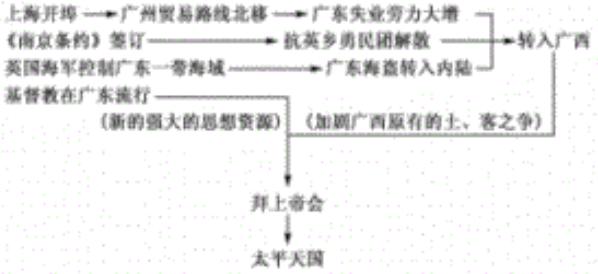 上海开埠 广州贸易路线北移 广东失业劳力大增
《南京条约》签订 抗英乡勇民团解散 转入广西
英国海军控制广东一带海域 广东海盗转入内陆
基督教在广东流行
(新的强大的思想资源) (加剧广西原有的土、客之争)
拜上帝会
太平天国